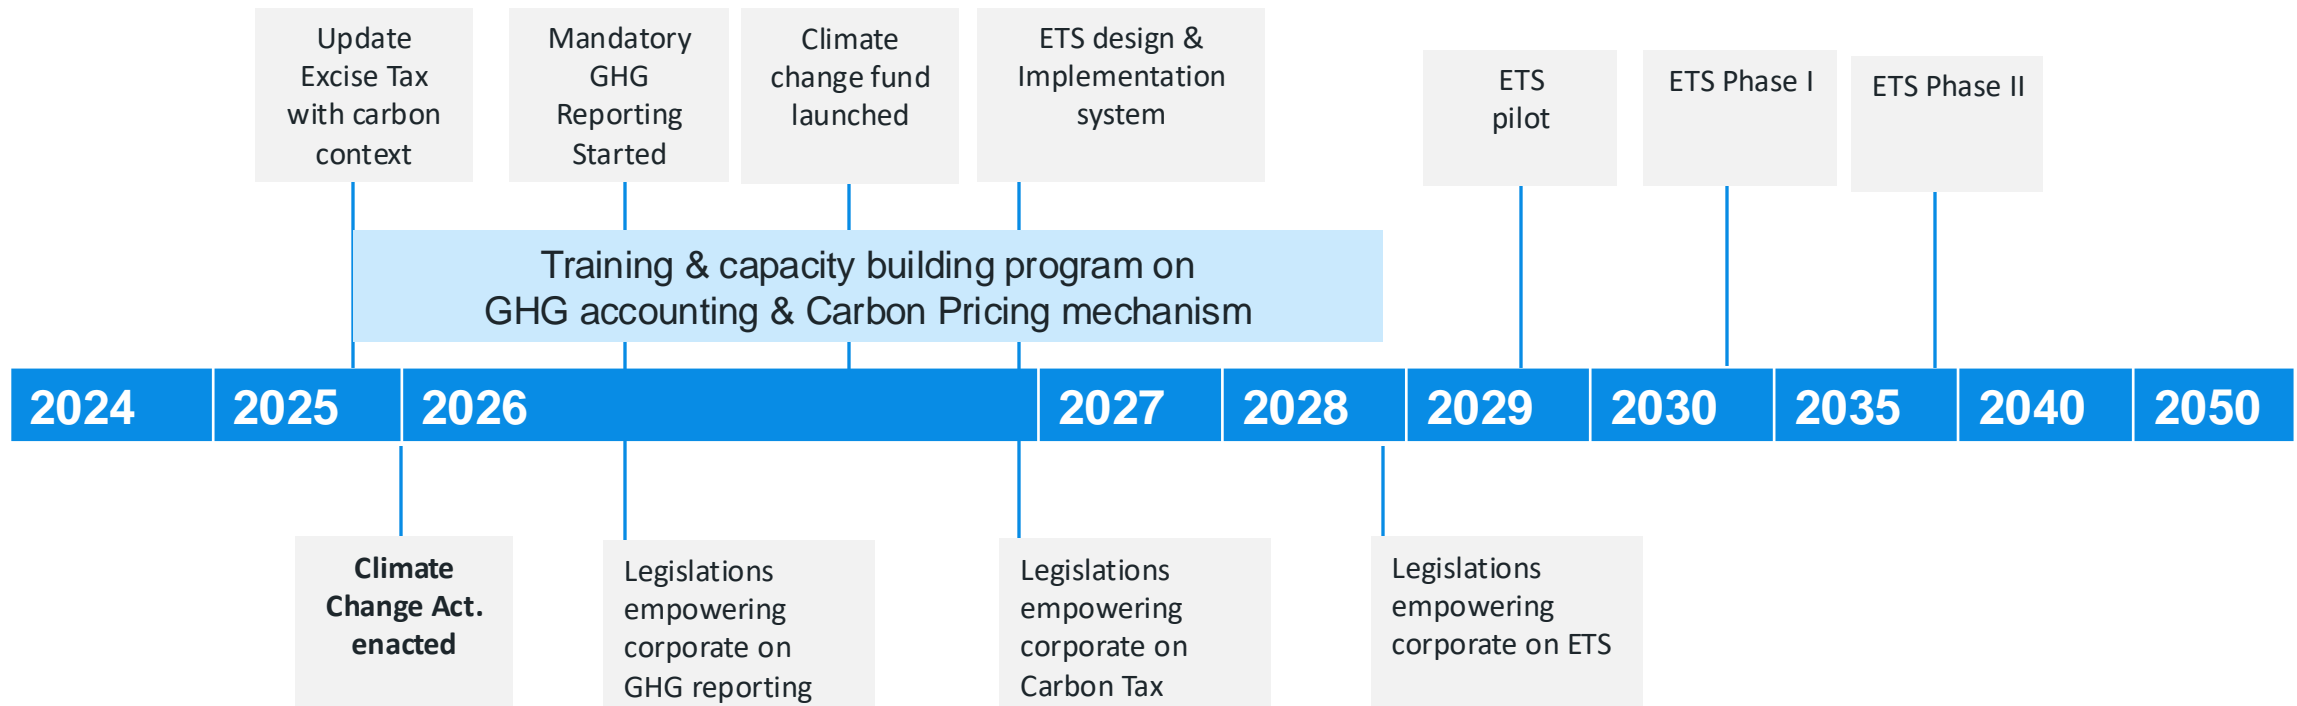 Update
Excise Tax
with carbon
context
Mandatory
GHG
Reporting
Started
Climate
change fund
launched
ETS design &
Implementation
system
ETS
pilot
ETS Phase I
ETS Phase II
Training & capacity building program on
GHG accounting & Carbon Pricing mechanism
2024
2025
2026
2027
2028
2029
2030
2035
2040
2050
Climate
Change Act.
enacted
Legislations
empowering
corporate on
GHG reporting
Legislations
empowering
corporate on
Carbon Tax
Legislations
empowering
corporate on ETS